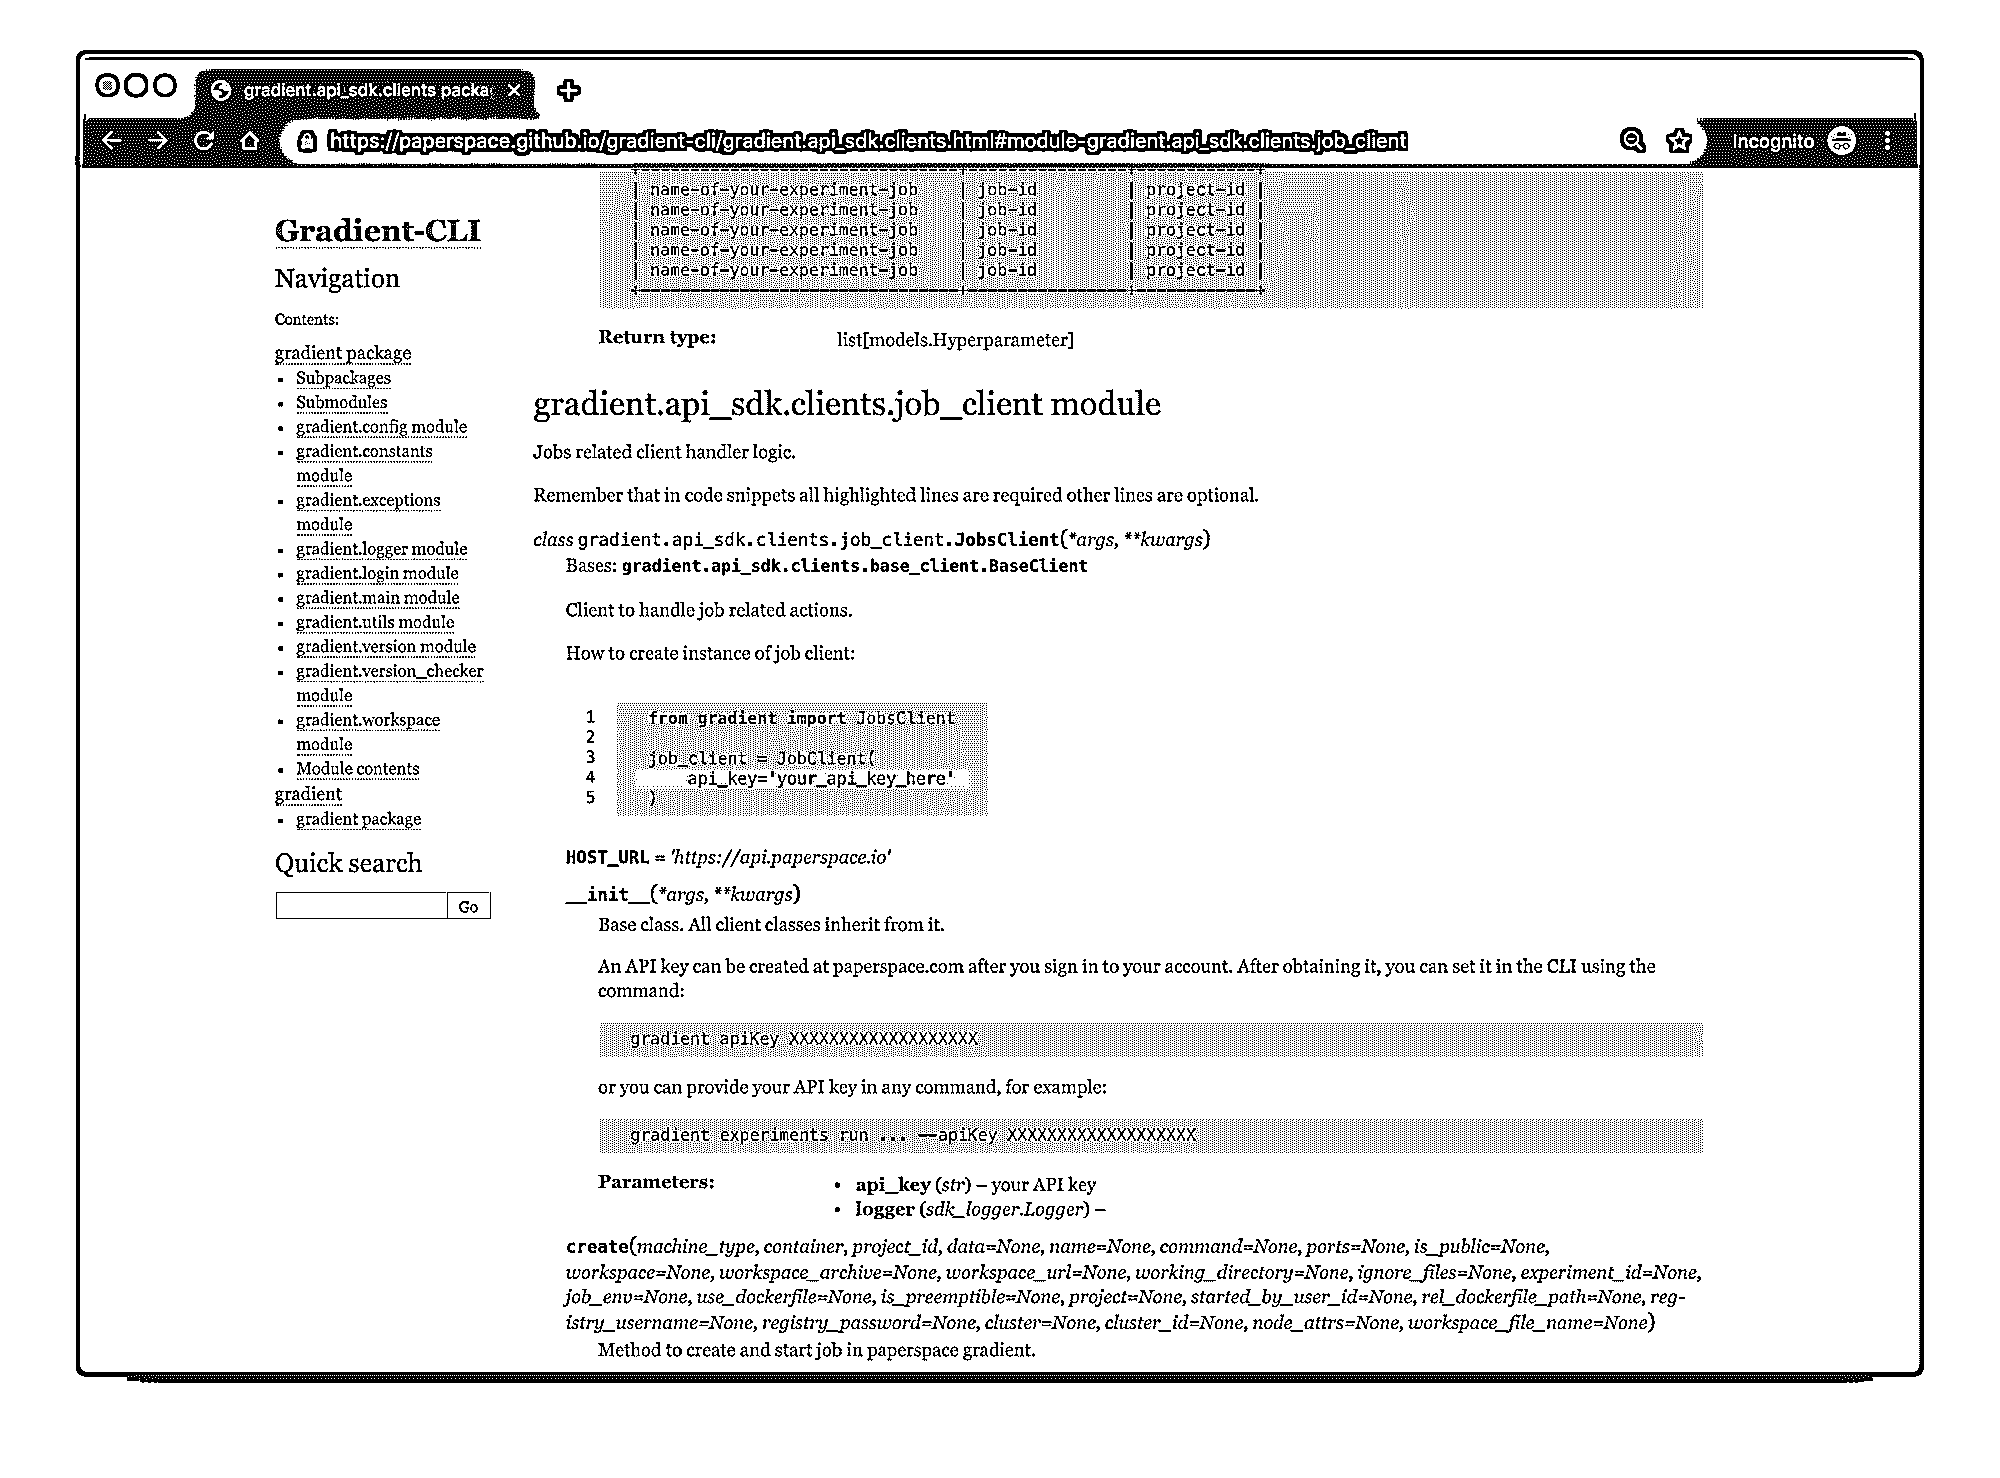 gradient.api_sdk.clients packa
https://paperspace.github.io/gradient-cli/gradient.api_sdk.clients.html#module-gradient.api_sdk.clients.job_client
Incognito
Gradient-CLI
Navigation
Contents:
gradient package
Subpackages
Submodules
gradient.config module
gradient.constants
module
gradient.exceptions
module
gradient.logger module
gradient.login module
gradient.main module
gradient.utils module
gradient.version module
gradient.version_checker
module
gradient.workspace
module
Module contents
gradient
gradient package
Quick search
Go
| name-of-your-experiment-job | job-id | project-id |
| name-of-your-experiment-job | job-id | project-id |
| name-of-your-experiment-job | job-id | project-id |
| name-of-your-experiment-job | job-id | project-id |
| name-of-your-experiment-job | job-id | project-id |
Return type: list[models.Hyperparameter]
gradient.api_sdk.clients.job_client module
Jobs related client handler logic.
Remember that in code snippets all highlighted lines are required other lines are optional.
class gradient.api_sdk.clients.job_client.JobsClient(*args, **kwargs)
Bases: gradient.api_sdk.clients.base_client.BaseClient
Client to handle job related actions.
How to create instance of job client:
1 from gradient import JobsClient
2
3 job_client = JobClient(
4 api_key='your_api_key_here'
5 )
HOST_URL = 'https://api.paperspace.io'
__init__(*args, **kwargs)
Base class. All client classes inherit from it.
An API key can be created at paperspace.com after you sign in to your account. After obtaining it, you can set it in the CLI using the
command:
gradient apiKey XXXXXXXXXXXXXXXXXXX
or you can provide your API key in any command, for example:
gradient experiments run ... --apiKey XXXXXXXXXXXXXXXXXXX
Parameters: • api_key (str) – your API key
• logger (sdk_logger.Logger) –
create(machine_type, container, project_id, data=None, name=None, command=None, ports=None, is_public=None,
workspace=None, workspace_archive=None, workspace_url=None, working_directory=None, ignore_files=None, experiment_id=None,
job_env=None, use_dockerfile=None, is_preemptible=None, project=None, started_by_user_id=None, rel_dockerfile_path=None, reg-
istry_username=None, registry_password=None, cluster=None, cluster_id=None, node_attrs=None, workspace_file_name=None)
Method to create and start job in paperspace gradient.